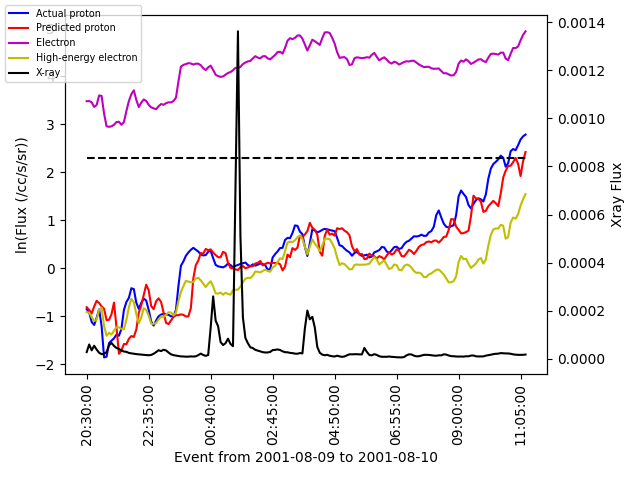 Actual proton
Predicted proton
Electron
High-energy electron
X-ray
ln(Flux (/cc/s/sr))
3
2
1
0
−1
−2
0.0014
0.0012
0.0010
0.0008
0.0006
0.0004
0.0002
0.0000
Xray Flux
20:30:00
22:35:00
00:40:00
02:45:00
04:50:00
06:55:00
09:00:00
11:05:00
Event from 2001-08-09 to 2001-08-10